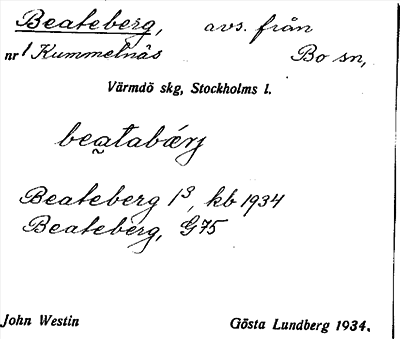 Beateberg, avs. från
nr 1 Kummelnäs Bo sn,
Värmdö skg, Stockholms l.
beatabærj
Beateberg 1³, kb 1934
Beateberg, G75
John Westin Gösta Lundberg 1934.